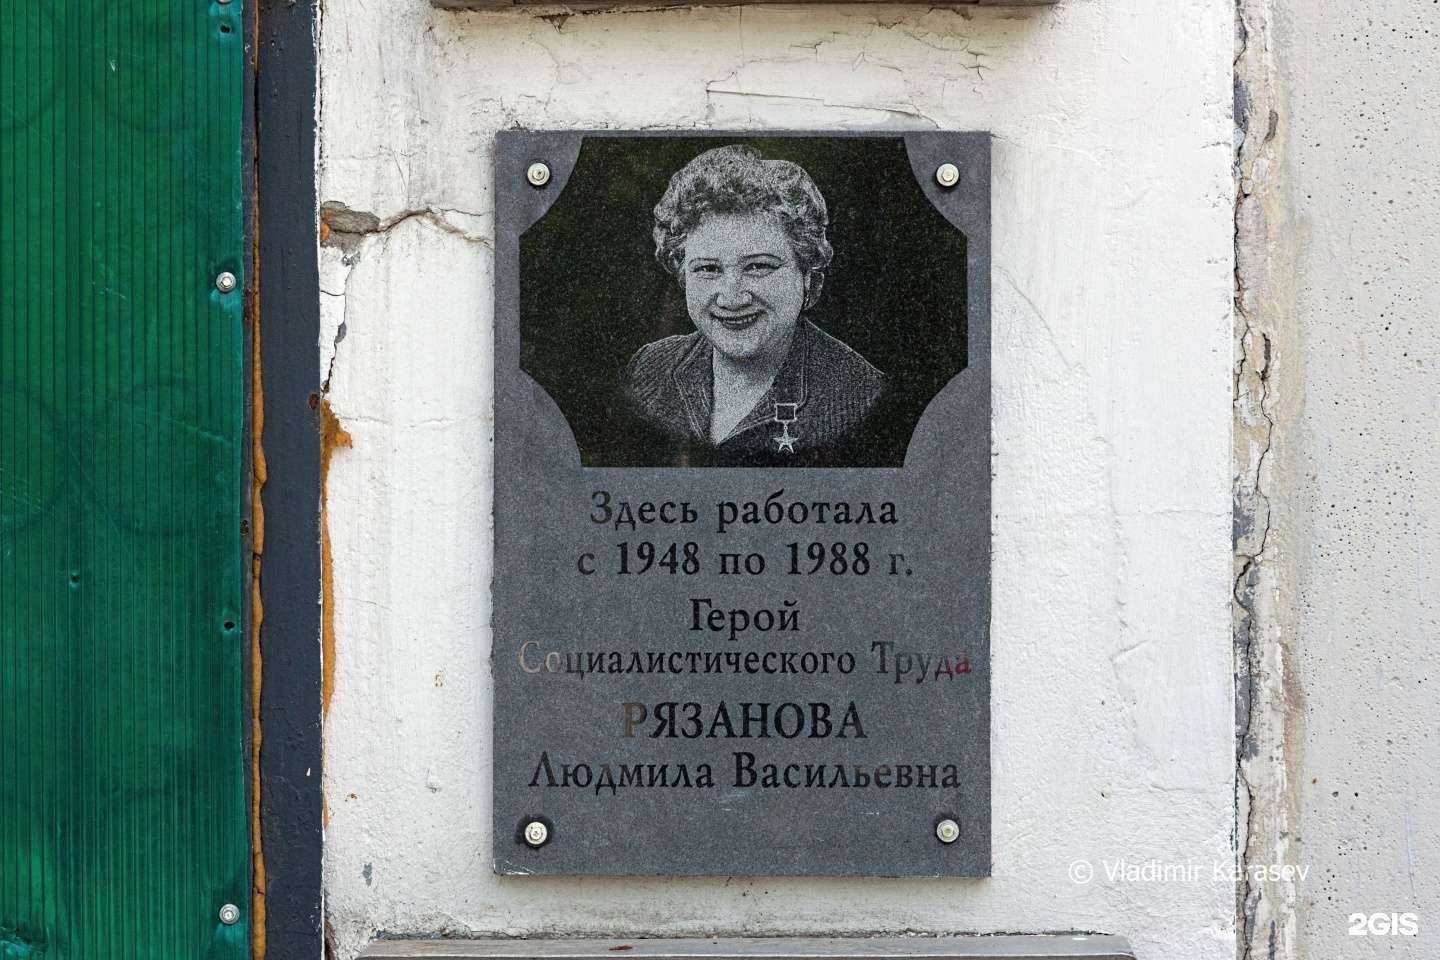 Здесь работала
с 1948 по 1988 г.
Герой
Социалистического Труда
РЯЗАНОВА
Людмила Васильевна
© Vladimir Karasev
2GIS